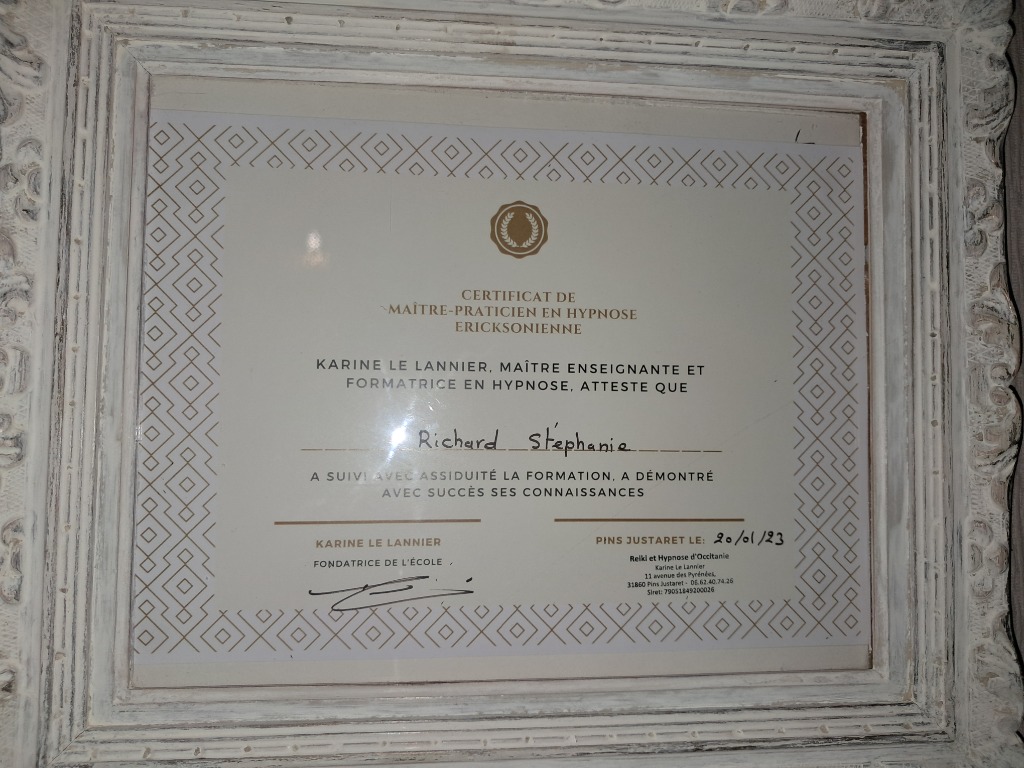 CERTIFICAT DE
MAÎTRE-PRATICIEN EN HYPNOSE
ERICKSONIENNE
KARINE LE LANNIER, MAÎTRE ENSEIGNANTE ET
FORMATRICE EN HYPNOSE, ATTESTE QUE
Richard Stéphanie
A SUIVI AVEC ASSIDUITÉ LA FORMATION, A DÉMONTRÉ
AVEC SUCCÈS SES CONNAISSANCES
KARINE LE LANNIER
FONDATRICE DE L'ÉCOLE
PINS JUSTARET LE: 20/01/23
Reiki et Hypnose d'Occitanie
Karine Le Lannier
11 avenue des Pyrénées,
31860 Pins Justaret - 06.62.40.74.26
Siret: 79051849200026